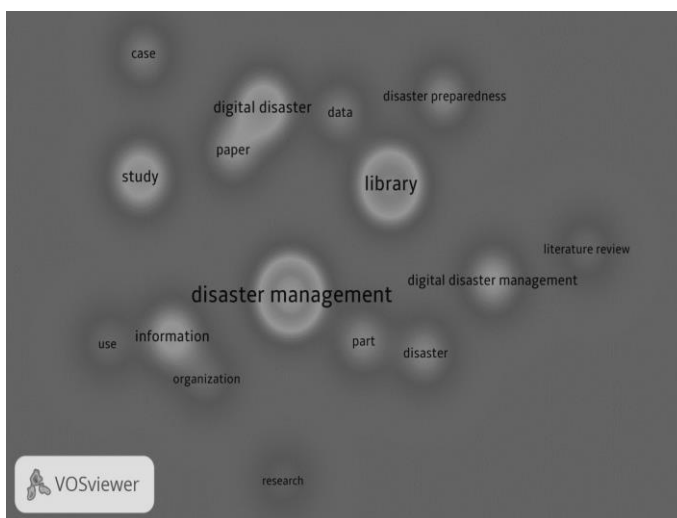 case
disaster preparedness
digital disaster
data
paper
study
library
literature review
digital disaster management
disaster management
information
part
use
disaster
organization
research
VOSviewer